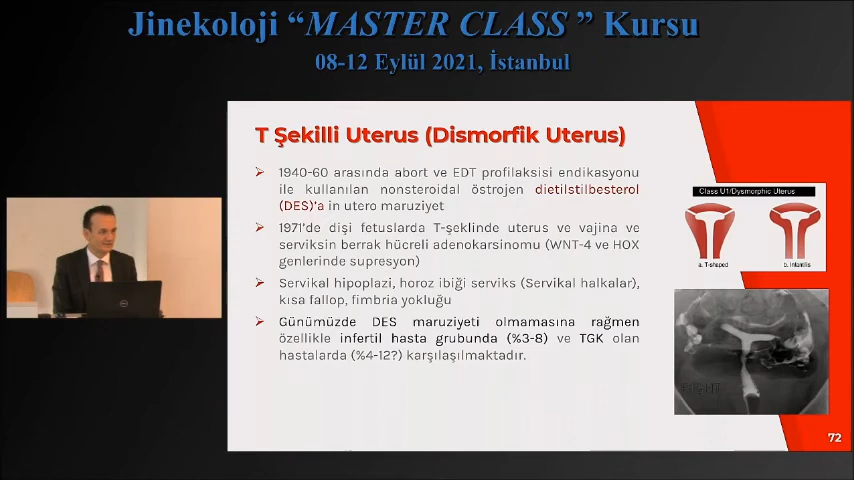 Jinekoloji “MASTER CLASS ” Kursu
08-12 Eylül 2021, İstanbul
T Şekilli Uterus (Dismorfik Uterus)
1940-60 arasında abort ve EDT profilaksisi endikasyonu
ile kullanılan nonsteroidal östrojen dietilstilbesterol
(DES)’a in utero maruziyet
1971’de dişi fetuslarda T-şeklinde uterus ve vajina ve
serviksin berrak hücreli adenokarsinomu (WNT-4 ve HOX
genlerinde supresyon)
Servikal hipoplazi, horoz ibiği serviks (Servikal halkalar),
kısa fallop, fimbria yokluğu
Günümüzde DES maruziyeti olmamasına rağmen
özellikle infertil hasta grubunda (%3-8) ve TGK olan
hastalarda (%4-12?) karşılaşılmaktadır.
Class U1/Dysmorphic Uterus
a. T-shaped
b. Infantilis
RIGHT
DELL
72